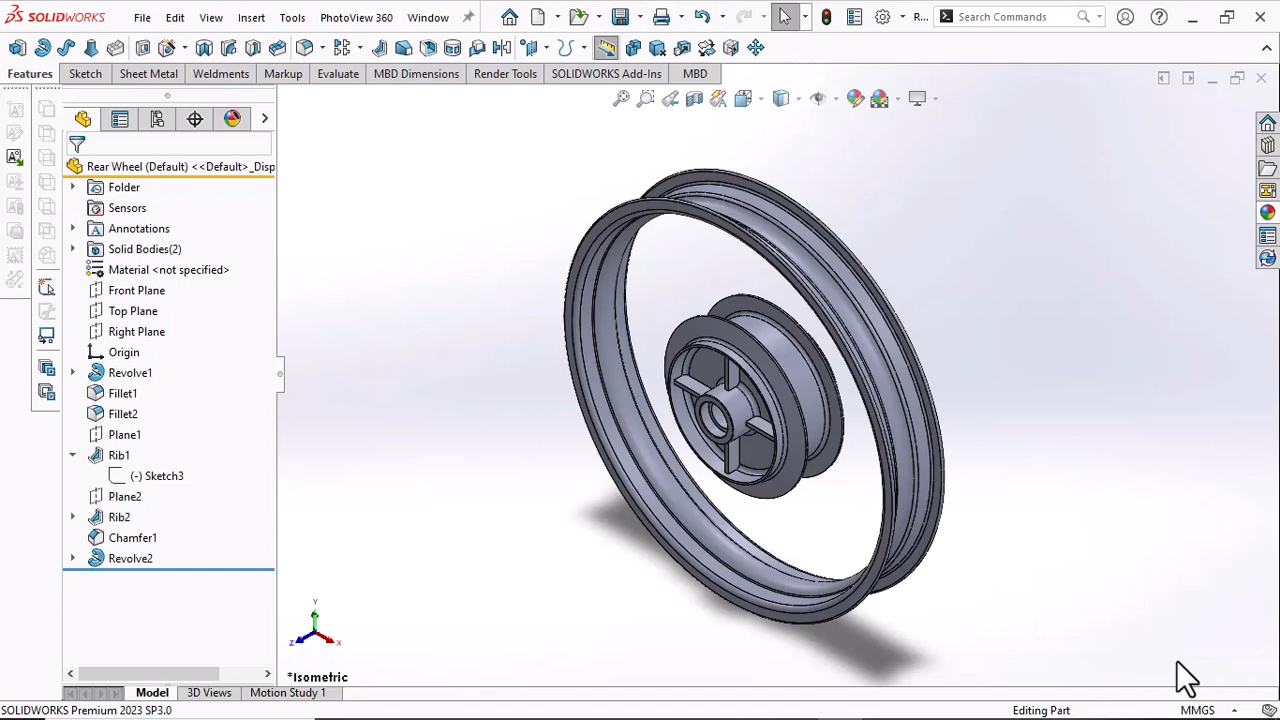 SOLIDWORKS File Edit View Insert Tools PhotoView 360 Window R... Search Commands
Features Sketch Sheet Metal Weldments Markup Evaluate MBD Dimensions Render Tools SOLIDWORKS Add-Ins MBD
Rear Wheel (Default) <<Default>_Disp
Folder
Sensors
Annotations
Solid Bodies(2)
Material <not specified>
Front Plane
Top Plane
Right Plane
Origin
Revolve1
Fillet1
Fillet2
Plane1
Rib1
(-) Sketch3
Plane2
Rib2
Chamfer1
Revolve2
Y
Z X
*Isometric
Model 3D Views Motion Study 1
SOLIDWORKS Premium 2023 SP3.0 Editing Part MMGS